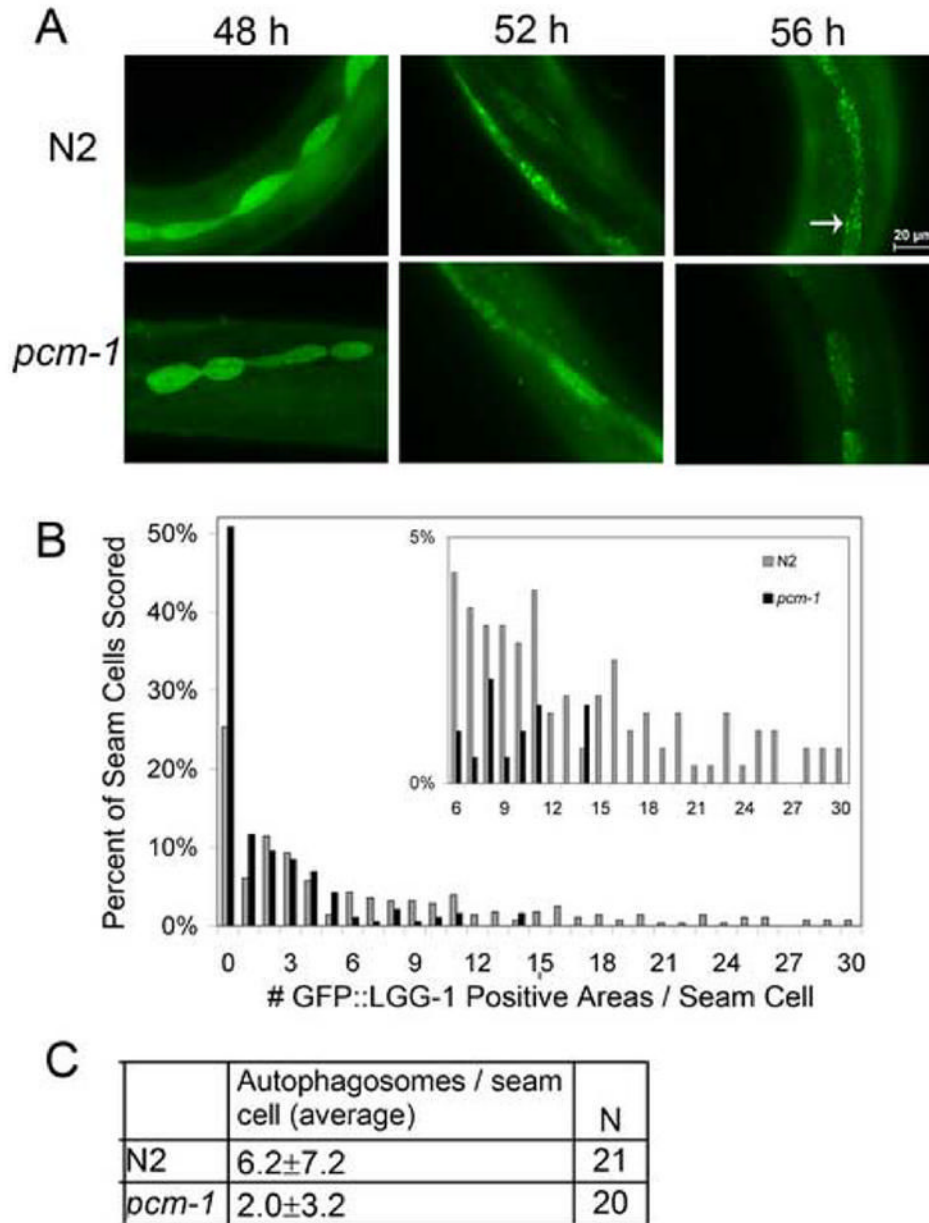 A
48 h 52 h 56 h
N2
20 µm
pcm-1
B
Percent of Seam Cells Scored
50%
40%
30%
20%
10%
0%
5%
0%
N2
pcm-1
6 9 12 15 18 21 24 27 30
0 3 6 9 12 15 18 21 24 27 30
# GFP::LGG-1 Positive Areas / Seam Cell
C
Autophagosomes / seam
cell (average) N
N2 6.2±7.2 21
pcm-1 2.0±3.2 20